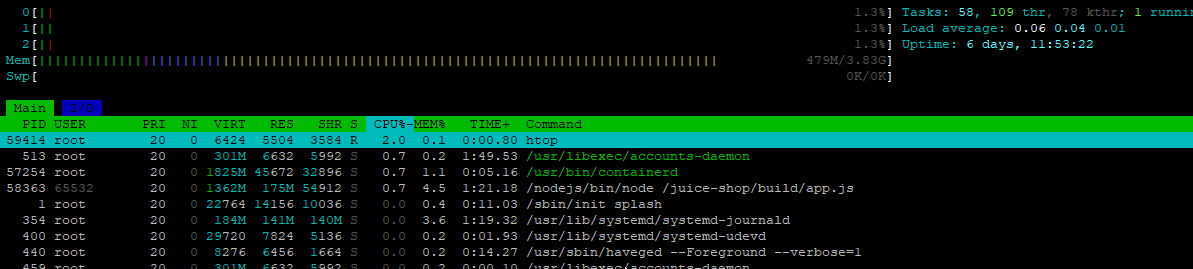 0[|| 1.3%] Tasks: 58, 109 thr, 78 kthr; 1 runnin
1[|| 1.3%] Load average: 0.06 0.04 0.01
2[|| 1.3%] Uptime: 6 days, 11:53:22
Mem[|||||||||||||||||||||||||||||||||||||||||||||||||||||||||||||||||||||||||||||||||||||| 479M/3.83G]
Swp[ 0K/0K]
Main I/O
PID USER PRI NI VIRT RES SHR S CPU%-MEM% TIME+ Command
59414 root 20 0 6424 5504 3584 R 2.0 0.1 0:00.80 htop
513 root 20 0 301M 6632 5992 S 0.7 0.2 1:49.53 /usr/libexec/accounts-daemon
57254 root 20 0 1825M 45672 32896 S 0.7 1.1 0:05.16 /usr/bin/containerd
58363 65532 20 0 1362M 175M 54912 S 0.7 4.5 1:21.18 /nodejs/bin/node /juice-shop/build/app.js
1 root 20 0 22764 14156 10036 S 0.0 0.4 0:11.03 /sbin/init splash
354 root 20 0 184M 141M 140M S 0.0 3.6 1:19.32 /usr/lib/systemd/systemd-journald
400 root 20 0 29720 7824 5136 S 0.0 0.2 0:01.93 /usr/lib/systemd/systemd-udevd
440 root 20 0 8276 6456 1664 S 0.0 0.2 0:14.27 /usr/sbin/haveged --Foreground --verbose=1
459 root 20 0 301M 6632 5992 S 0.0 0.2 0:00.10 /usr/libexec/accounts-daemon